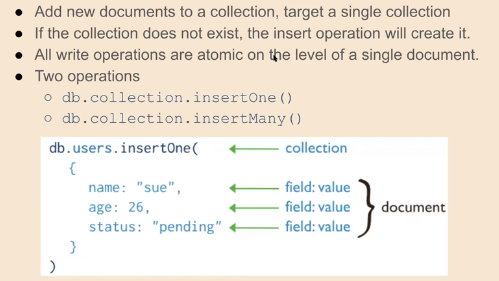 ● Add new documents to a collection, target a single collection
● If the collection does not exist, the insert operation will create it.
● All write operations are atomic on the level of a single document.
● Two operations
○ db.collection.insertOne()
○ db.collection.insertMany()
db.users.insertOne( collection
{
name: "sue", field: value
age: 26, field: value document
status: "pending" field: value
}
)